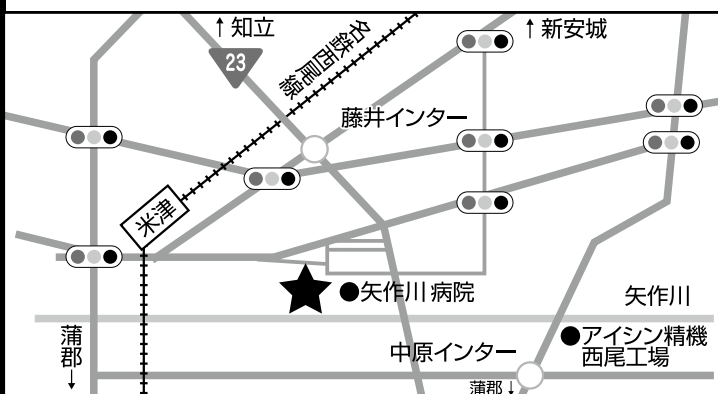 ↑知立
↑新安城
23
名鉄西尾線
藤井インター
米津
●矢作川病院
矢作川
●アイシン精機
西尾工場
蒲郡↓
中原インター
蒲郡↓